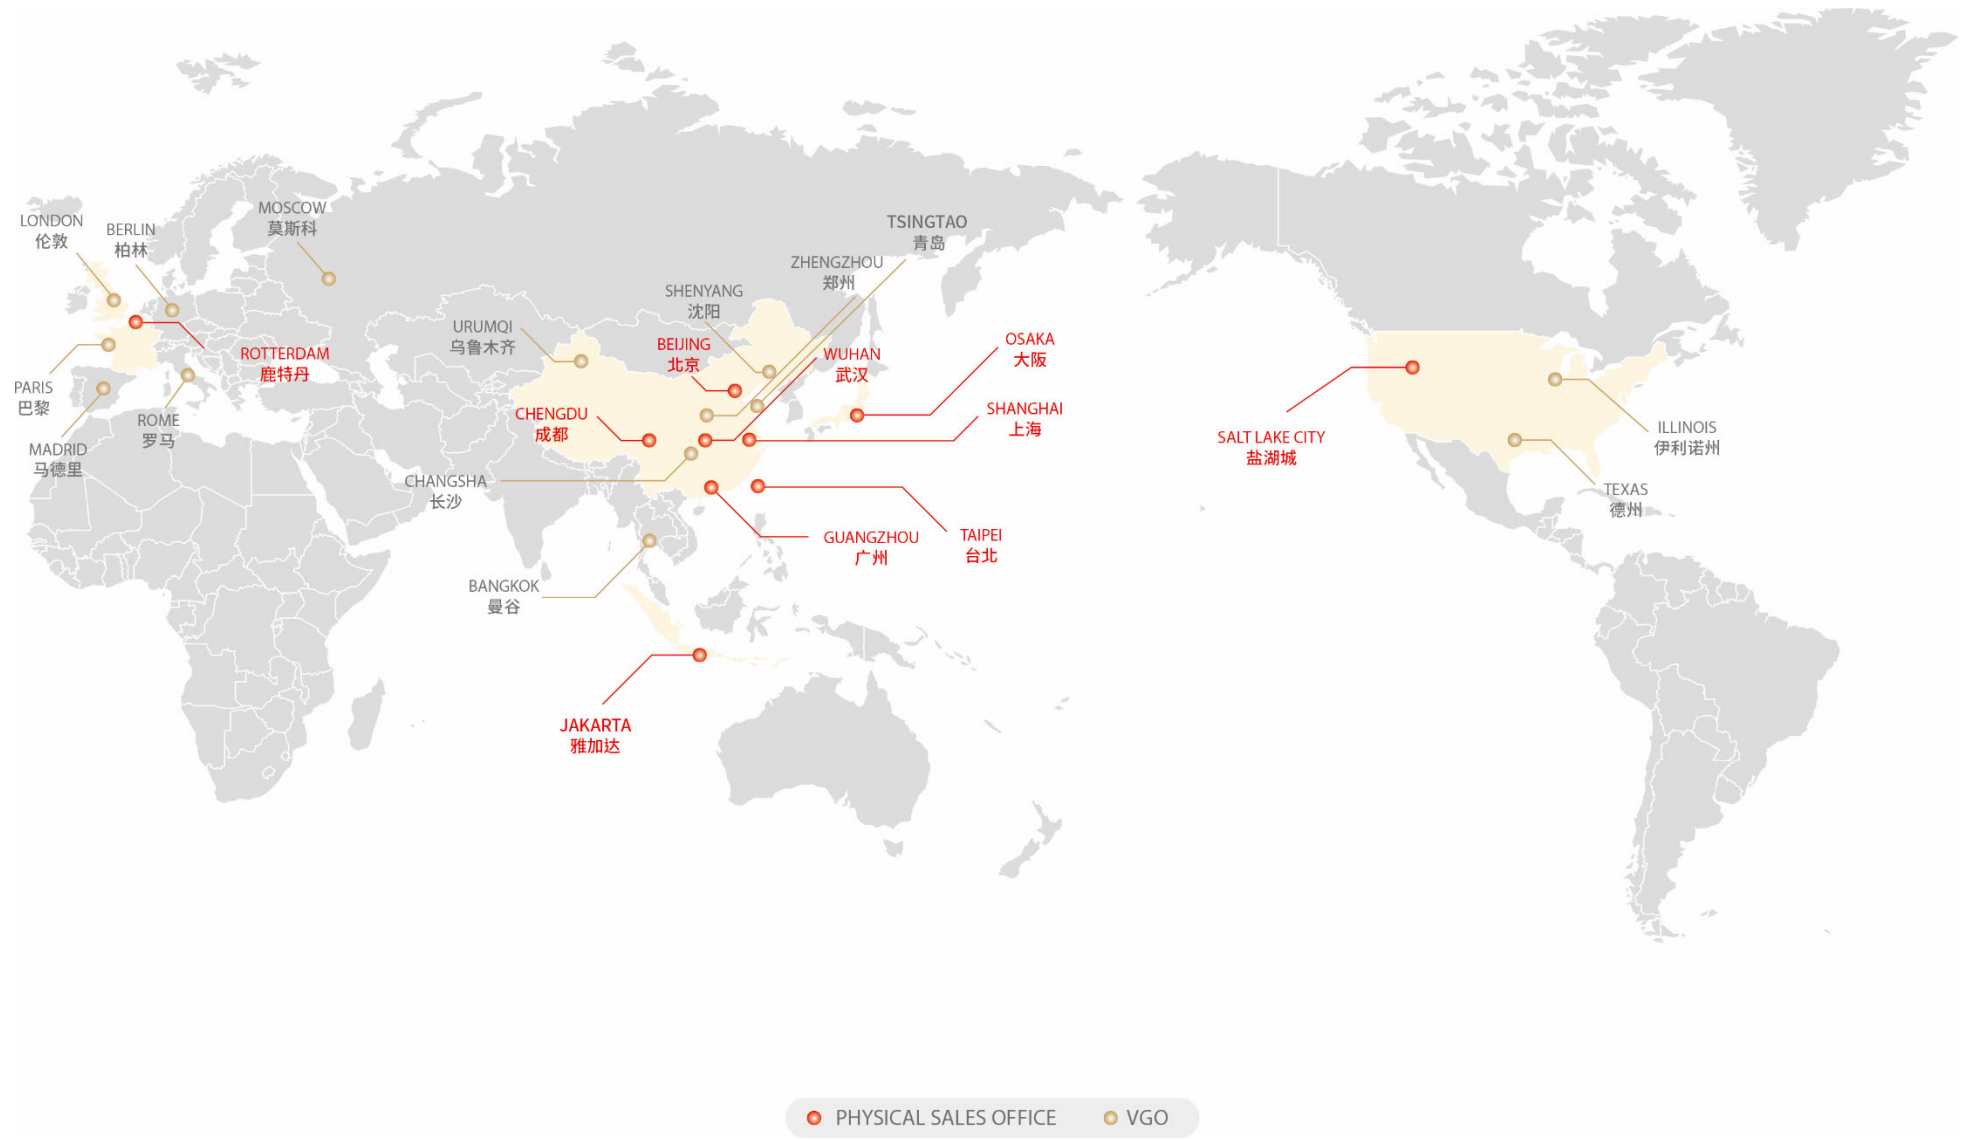 LONDON
伦敦
BERLIN
柏林
MOSCOW
莫斯科
TSINGTAO
青岛
ZHENGZHOU
郑州
SHENYANG
沈阳
URUMQI
乌鲁木齐
BEIJING
北京
WUHAN
武汉
OSAKA
大阪
ROTTERDAM
鹿特丹
PARIS
巴黎
ROME
罗马
MADRID
马德里
CHENGDU
成都
SHANGHAI
上海
SALT LAKE CITY
盐湖城
ILLINOIS
伊利诺州
CHANGSHA
长沙
TEXAS
德州
GUANGZHOU
广州
TAIPEI
台北
BANGKOK
曼谷
JAKARTA
雅加达
PHYSICAL SALES OFFICE
VGO